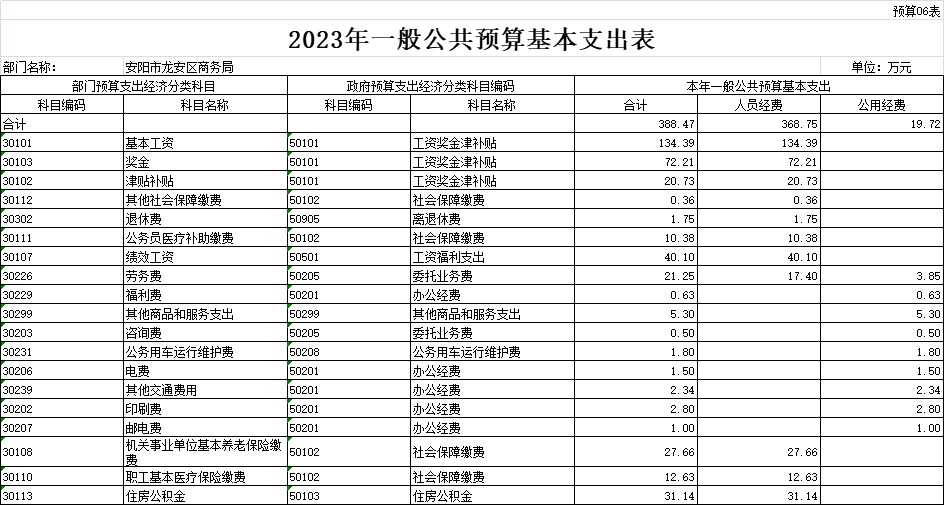 预算06表
2023年一般公共预算基本支出表
部门名称： 安阳市龙安区商务局 单位：万元
部门预算支出经济分类科目 政府预算支出经济分类科目编码 本年一般公共预算基本支出
科目编码 科目名称 科目编码 科目名称 合计 人员经费 公用经费
合计 388.47 368.75 19.72
30101 基本工资 50101 工资奖金津补贴 134.39 134.39
30103 奖金 50101 工资奖金津补贴 72.21 72.21
30102 津贴补贴 50101 工资奖金津补贴 20.73 20.73
30112 其他社会保障缴费 50102 社会保障缴费 0.36 0.36
30302 退休费 50905 离退休费 1.75 1.75
30111 公务员医疗补助缴费 50102 社会保障缴费 10.38 10.38
30107 绩效工资 50501 工资福利支出 40.10 40.10
30226 劳务费 50205 委托业务费 21.25 17.40 3.85
30229 福利费 50201 办公经费 0.63 0.63
30299 其他商品和服务支出 50299 其他商品和服务支出 5.30 5.30
30203 咨询费 50205 委托业务费 0.50 0.50
30231 公务用车运行维护费 50208 公务用车运行维护费 1.80 1.80
30206 电费 50201 办公经费 1.50 1.50
30239 其他交通费用 50201 办公经费 2.34 2.34
30202 印刷费 50201 办公经费 2.80 2.80
30207 邮电费 50201 办公经费 1.00 1.00
30108 机关事业单位基本养老保险缴
费 50102 社会保障缴费 27.66 27.66
30110 职工基本医疗保险缴费 50102 社会保障缴费 12.63 12.63
30113 住房公积金 50103 住房公积金 31.14 31.14